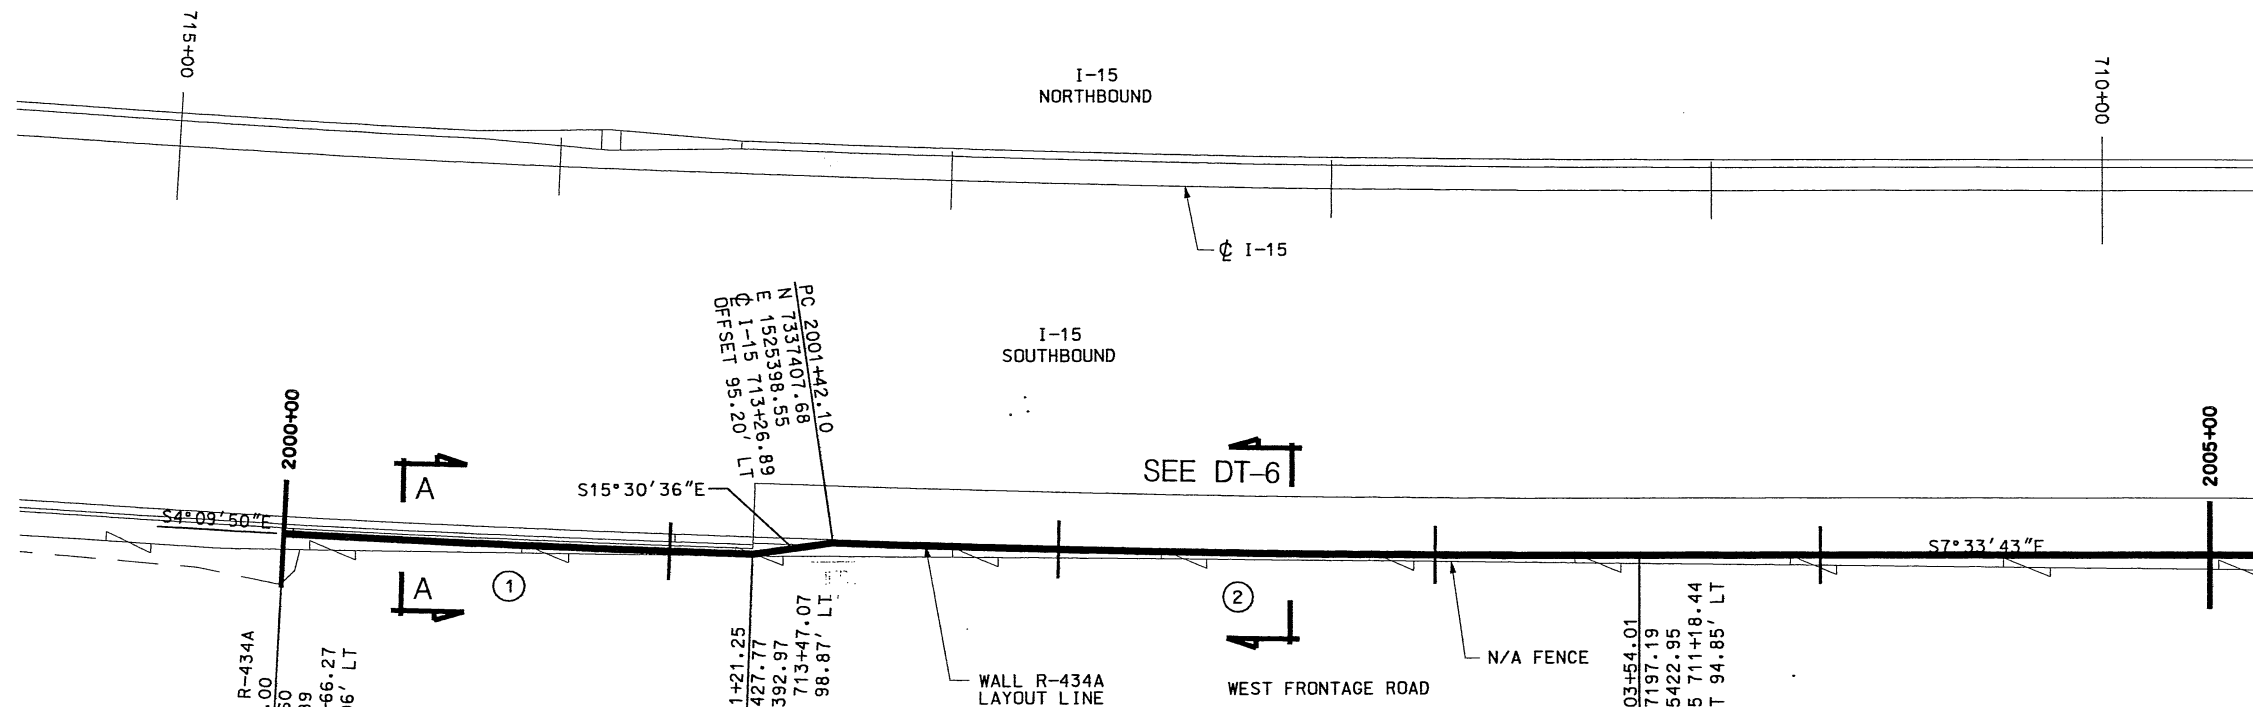 715+00
I-15
NORTHBOUND
710+00
℄ I-15
PC 2001+42.10
N 7337407.68
E 1525398.55
℄ I-15 713+26.89
OFFSET 95.20' LT
I-15
SOUTHBOUND
2000+00
A
S15°30'36"E
SEE DT-6
2005+00
S4°09'50"E
S7°33'43"E
A
1
2
R-434A
.00
-66.27
' LT
1+21.25
427.77
392.97
713+47.07
98.87' LT
WALL R-434A
LAYOUT LINE
WEST FRONTAGE ROAD
N/A FENCE
03+54.01
7197.19
5422.95
5 711+18.44
T 94.85' LT